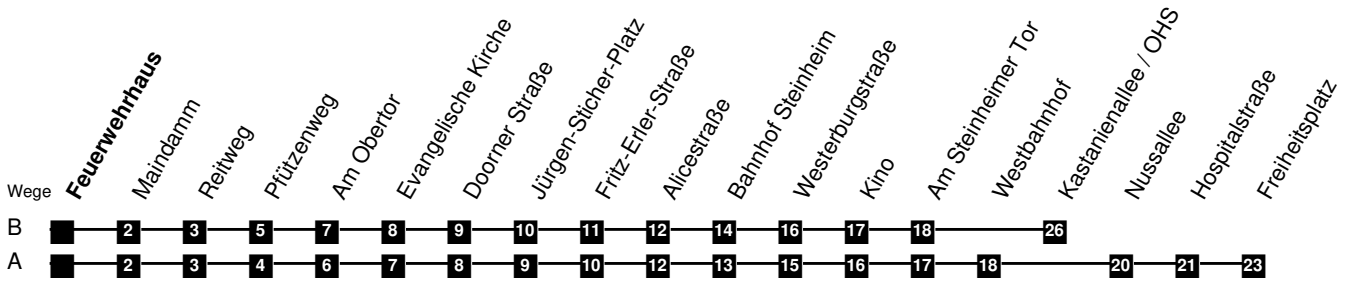 Wege
Feuerwehrhaus
Maindamm
Reitweg
Pfützenweg
Am Obertor
Evangelische Kirche
Doorner Straße
Jürgen-Sticher-Platz
Fritz-Erler-Straße
Alicestraße
Bahnhof Steinheim
Westerburgstraße
Kino
Am Steinheimer Tor
Westbahnhof
Kastanienallee / OHS
Nussallee
Hospitalstraße
Freiheitsplatz
B 2 3 5 7 8 9 10 11 12 14 16 17 18 26
A 2 3 4 6 7 8 9 10 12 13 15 16 17 18 20 21 23